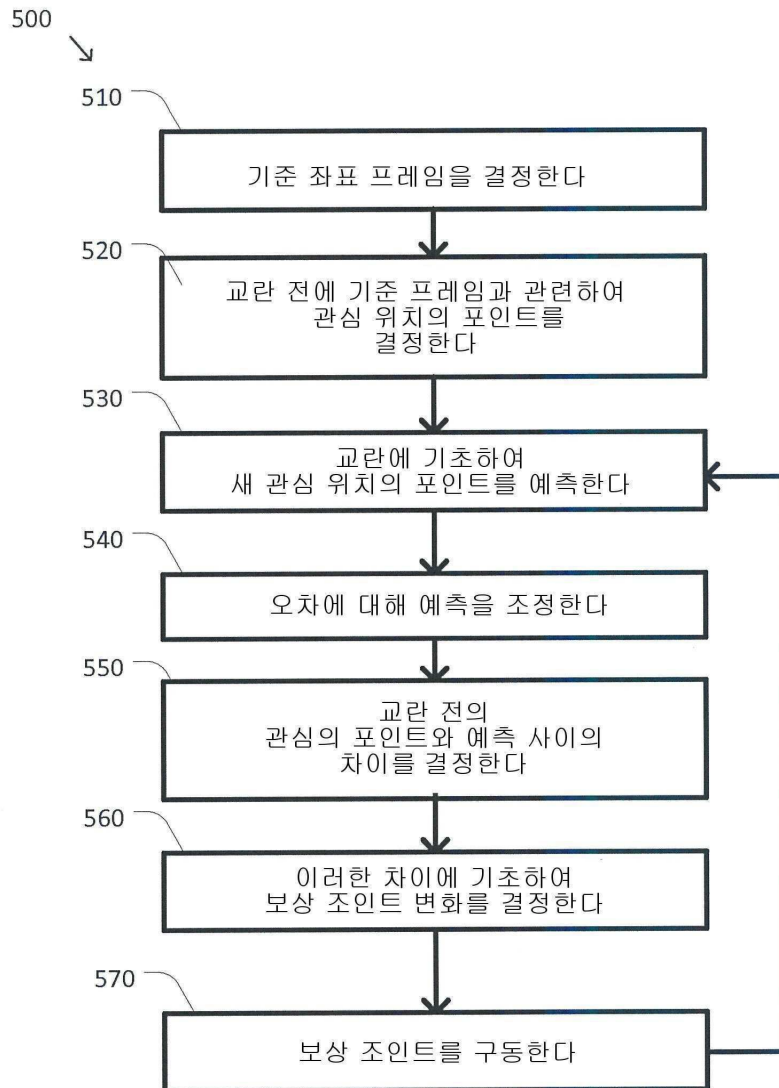 500
510
기준 좌표 프레임을 결정한다
520
교란 전에 기준 프레임과 관련하여
관심 위치의 포인트를
결정한다
530
교란에 기초하여
새 관심 위치의 포인트를 예측한다
540
오차에 대해 예측을 조정한다
550
교란 전의
관심의 포인트와 예측 사이의
차이를 결정한다
560
이러한 차이에 기초하여
보상 조인트 변화를 결정한다
570
보상 조인트를 구동한다